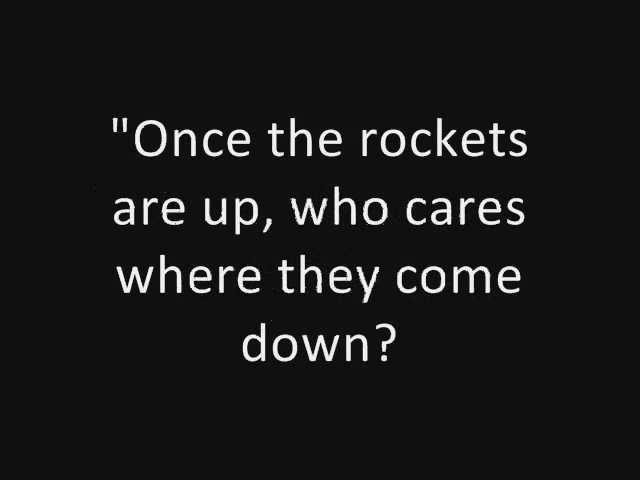 "Once the rockets
are up, who cares
where they come
down?